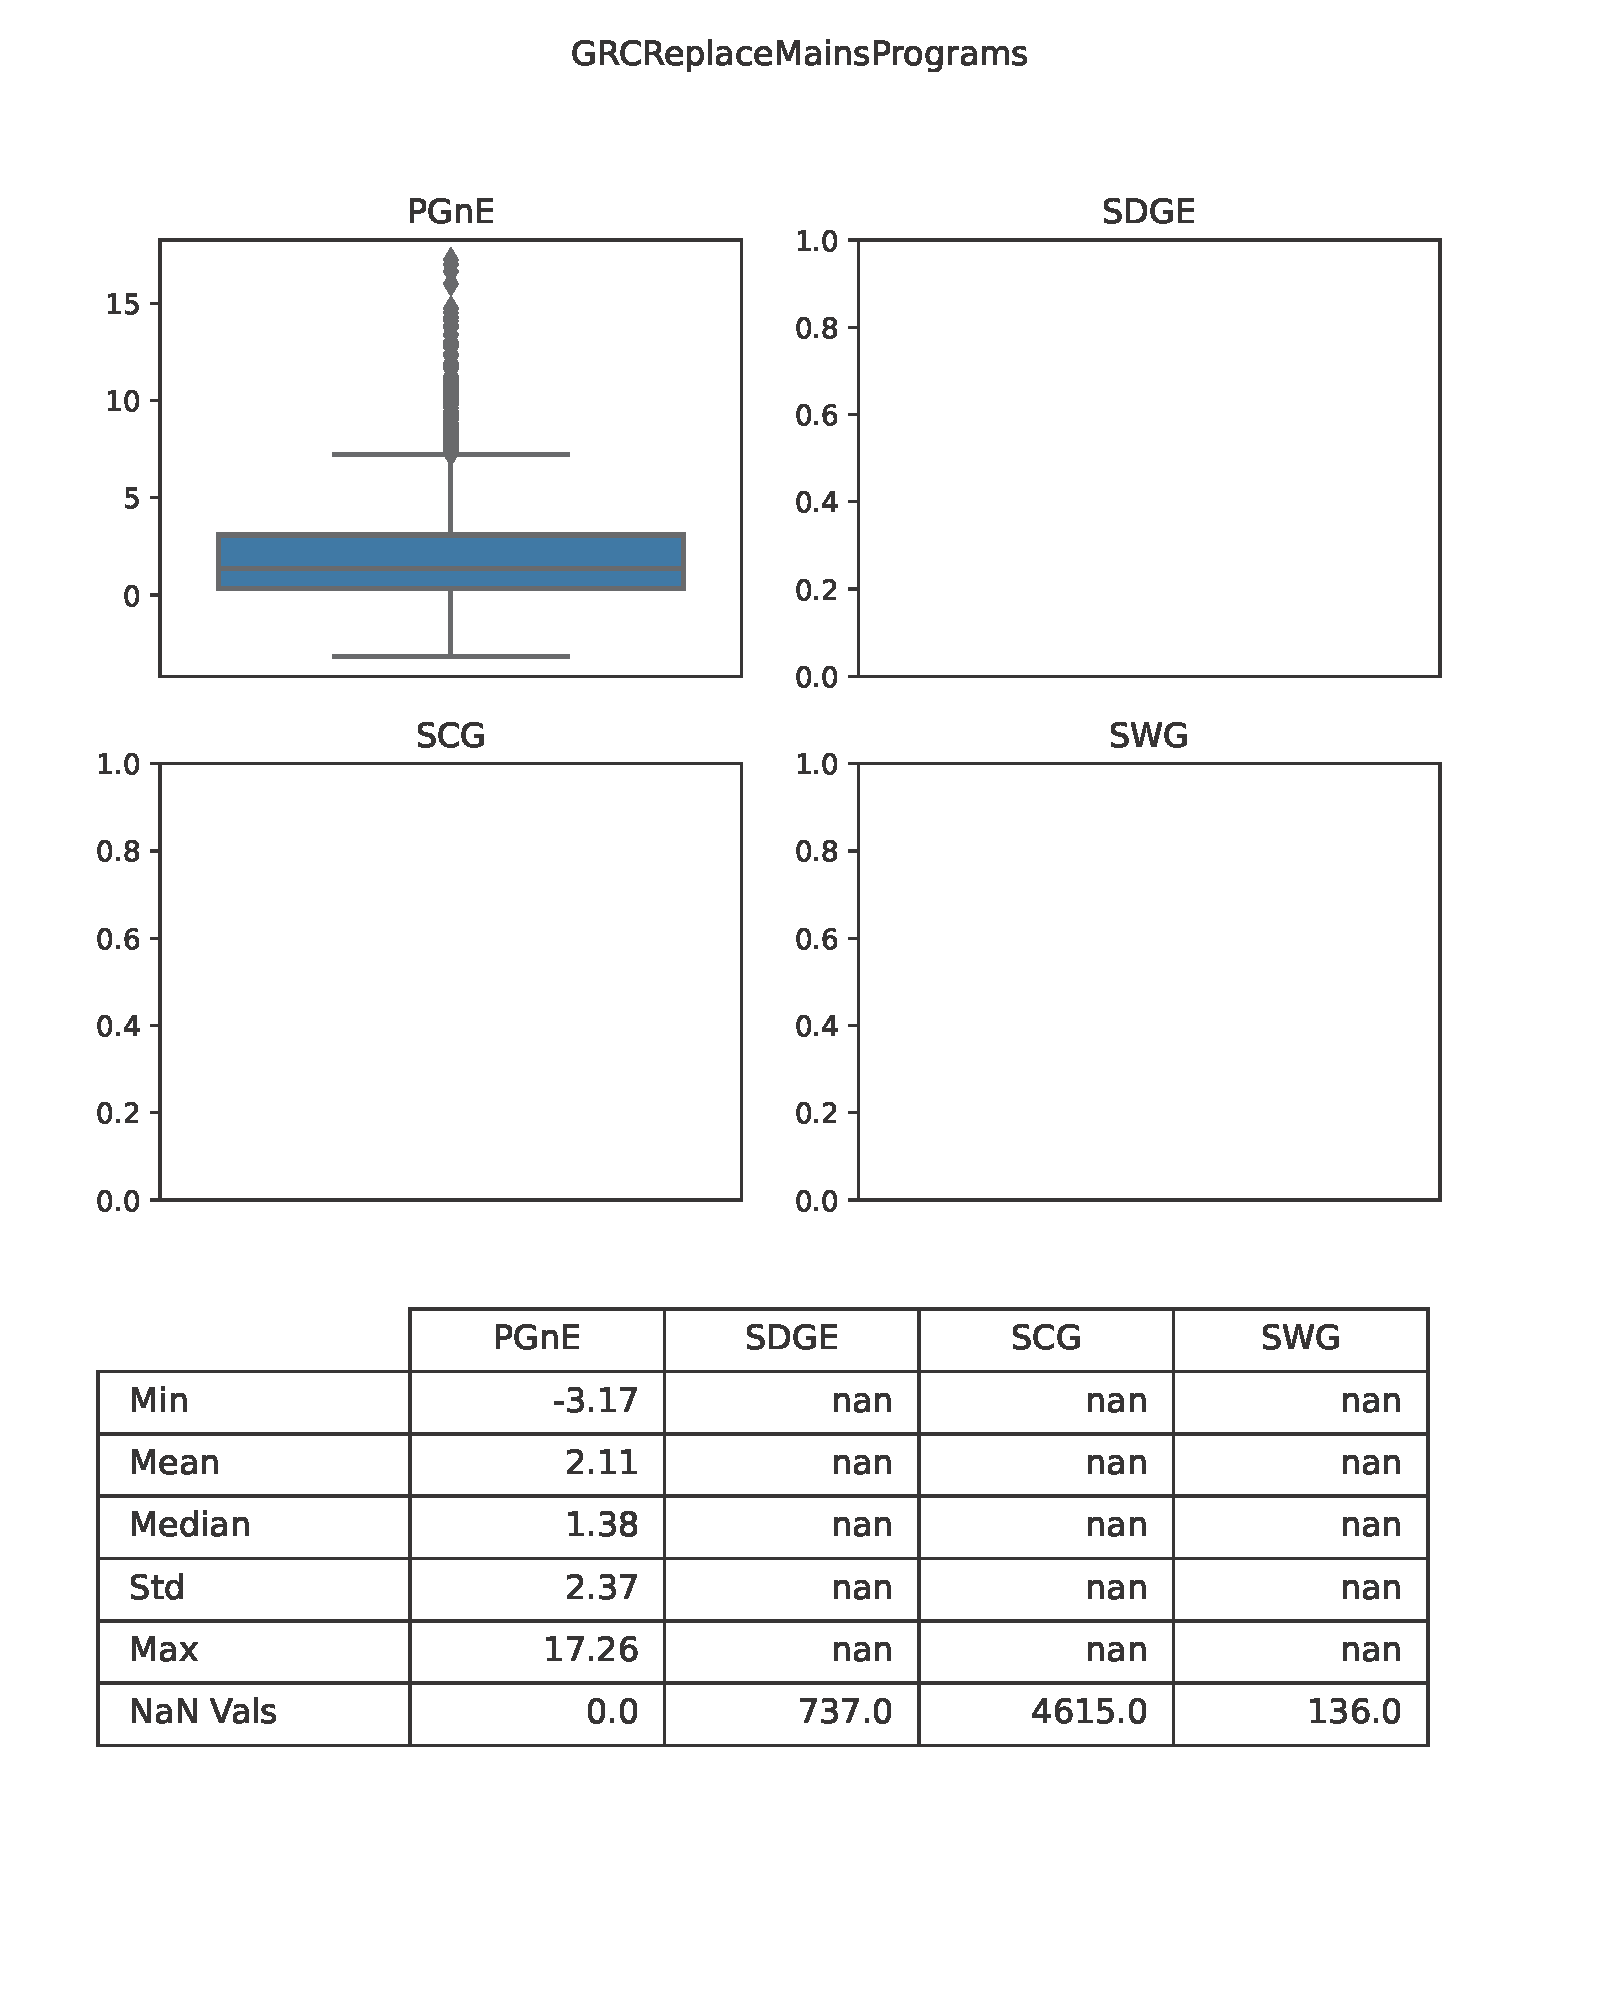 GRCReplaceMainsPrograms
PGnE
15
10
5
0
SDGE
1.0
0.8
0.6
0.4
0.2
0.0
SCG
1.0
0.8
0.6
0.4
0.2
0.0
SWG
1.0
0.8
0.6
0.4
0.2
0.0
PGnE SDGE SCG SWG
Min -3.17 nan nan nan
Mean 2.11 nan nan nan
Median 1.38 nan nan nan
Std 2.37 nan nan nan
Max 17.26 nan nan nan
NaN Vals 0.0 737.0 4615.0 136.0